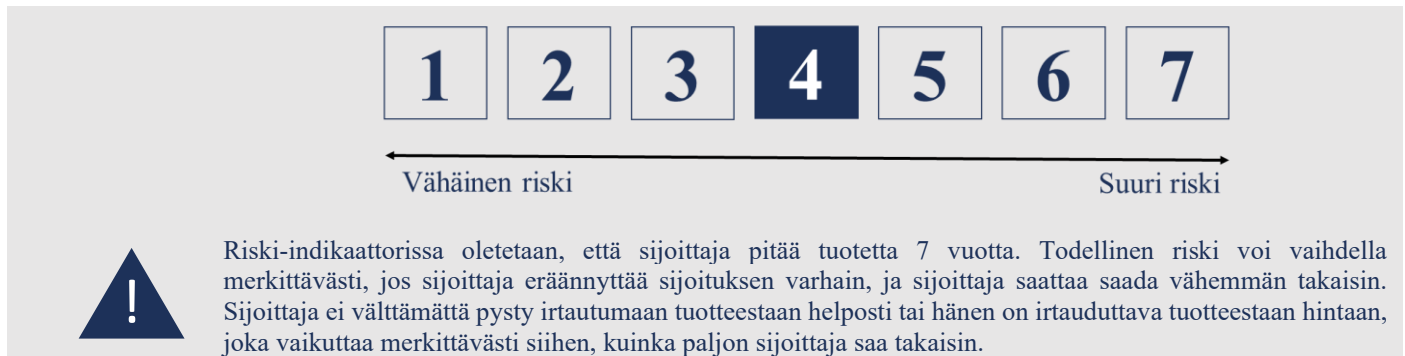 1 2 3 4 5 6 7
Vähäinen riski Suuri riski
Riski-indikaattorissa oletetaan, että sijoittaja pitää tuotetta 7 vuotta. Todellinen riski voi vaihdella
merkittävästi, jos sijoittaja eräännyttää sijoituksen varhain, ja sijoittaja saattaa saada vähemmän takaisin.
Sijoittaja ei välttämättä pysty irtautumaan tuotteestaan helposti tai hänen on irtauduttava tuotteestaan hintaan,
joka vaikuttaa merkittävästi siihen, kuinka paljon sijoittaja saa takaisin.
!